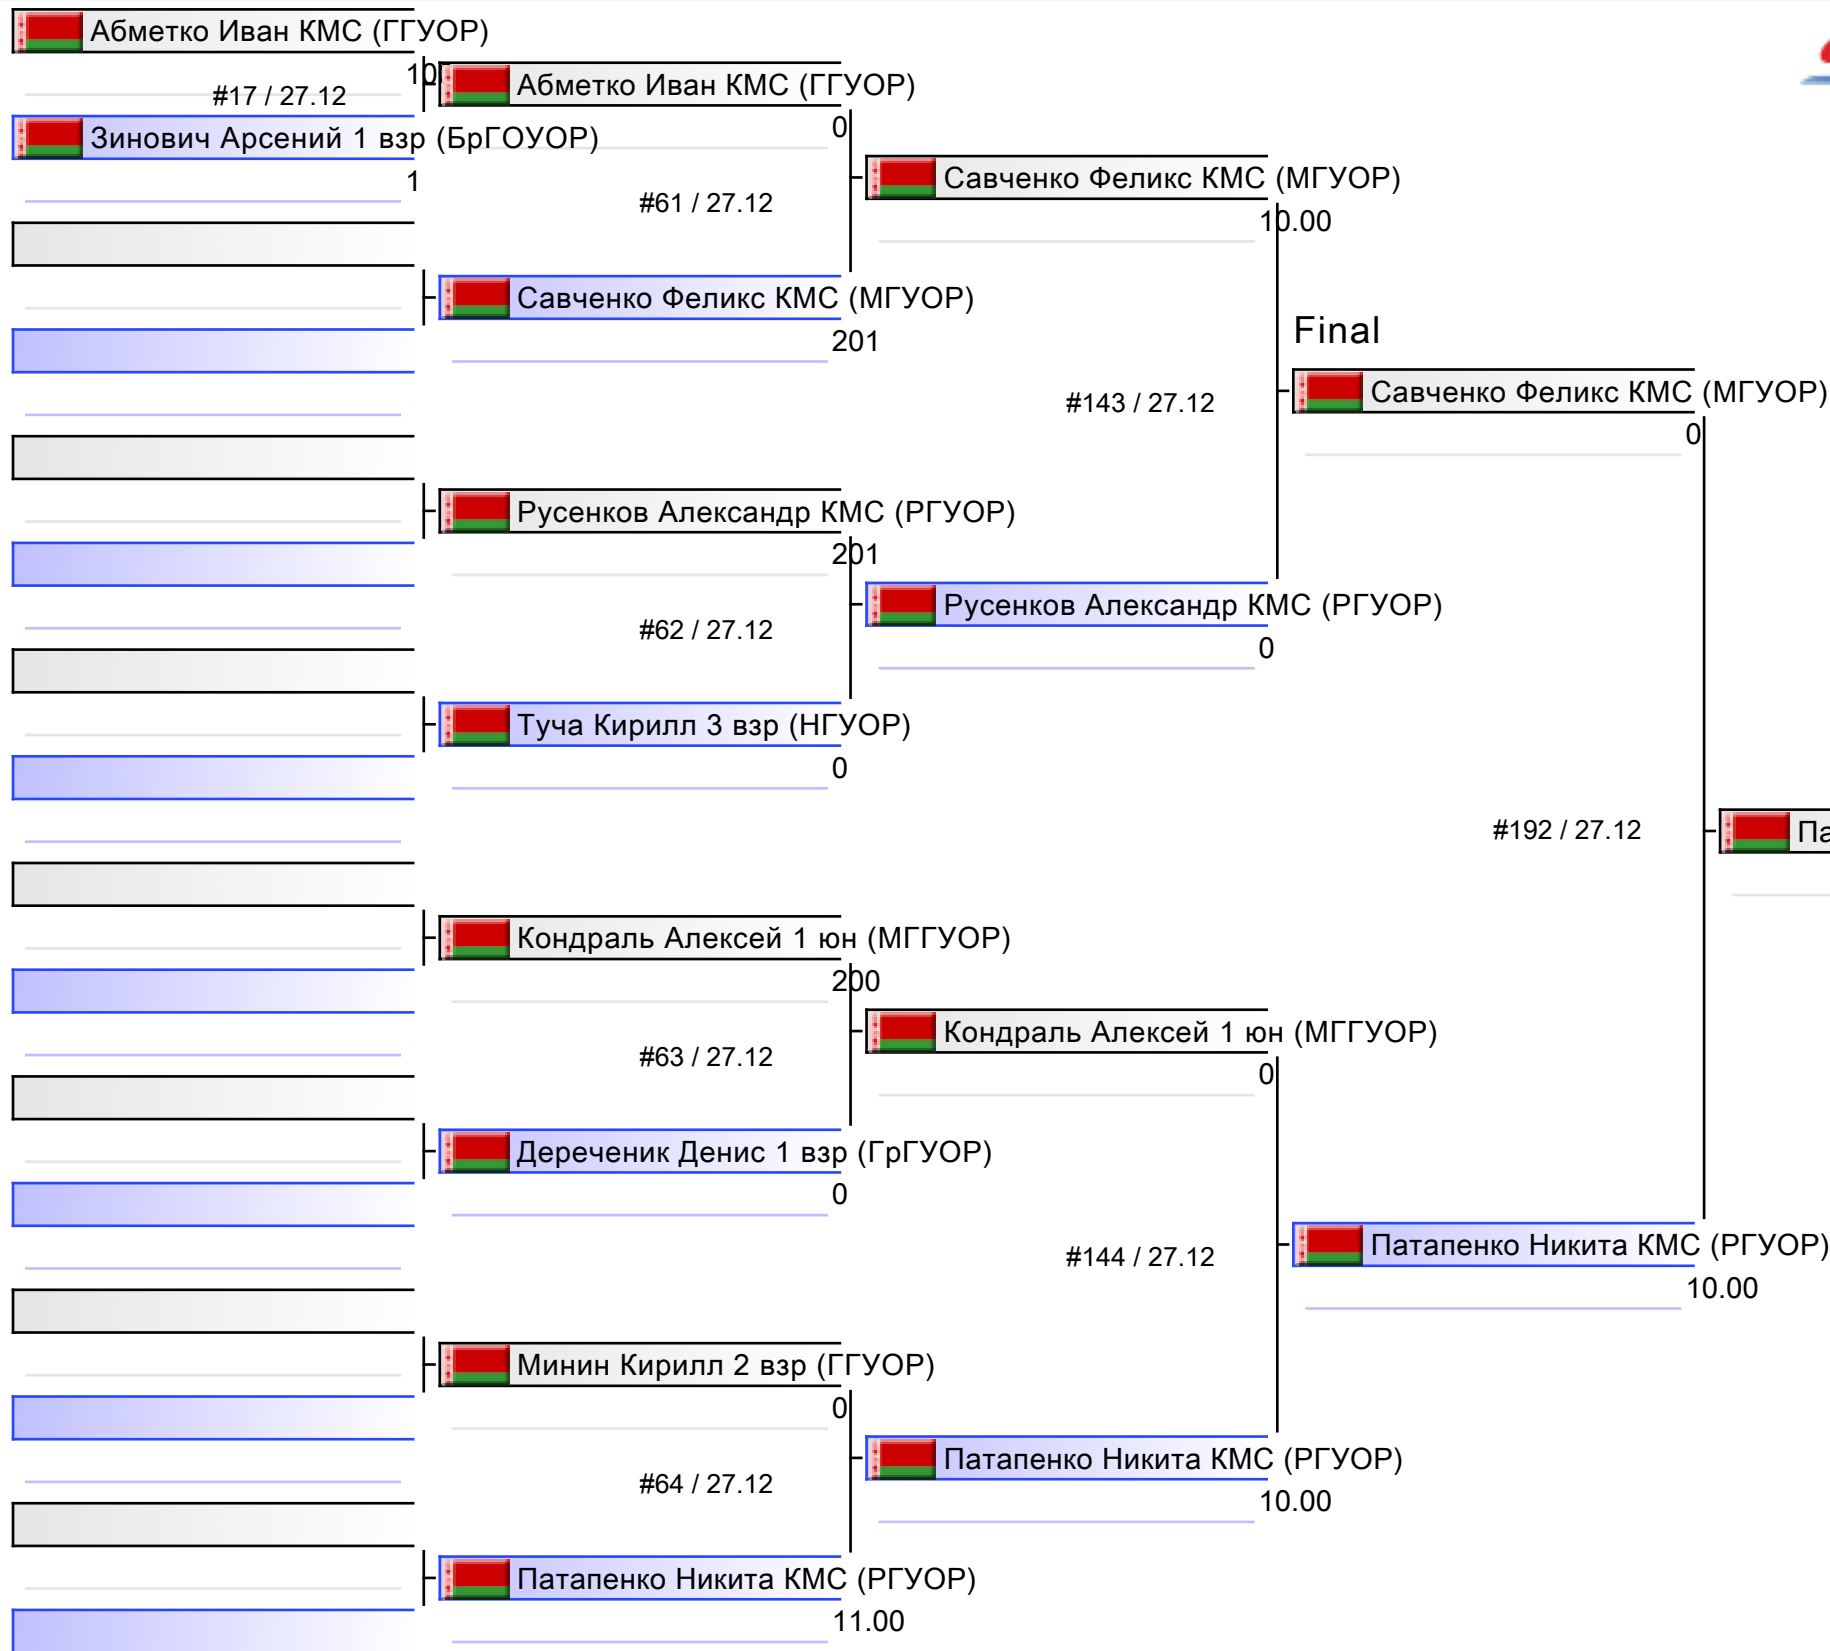 Абметко Иван КМС (ГГУОР)
10
#17 / 27.12
Зинович Арсений 1 взр (БрГОУОР)
1
Абметко Иван КМС (ГГУОР)
0
#61 / 27.12
Савченко Феликс КМС (МГУОР)
201
Русенков Александр КМС (РГУОР)
201
#62 / 27.12
Туча Кирилл 3 взр (НГУОР)
0
Кондраль Алексей 1 юн (МГГУОР)
200
#63 / 27.12
Дереченик Денис 1 взр (ГрГУОР)
0
Минин Кирилл 2 взр (ГГУОР)
0
#64 / 27.12
Патапенко Никита КМС (РГУОР)
11.00
Савченко Феликс КМС (МГУОР)
10.00
#143 / 27.12
Русенков Александр КМС (РГУОР)
0
Кондраль Алексей 1 юн (МГГУОР)
0
#144 / 27.12
Патапенко Никита КМС (РГУОР)
10.00
Final
Савченко Феликс КМС (МГУОР)
0
#192 / 27.12
Патапенко Никита КМС (РГУОР)
10.00